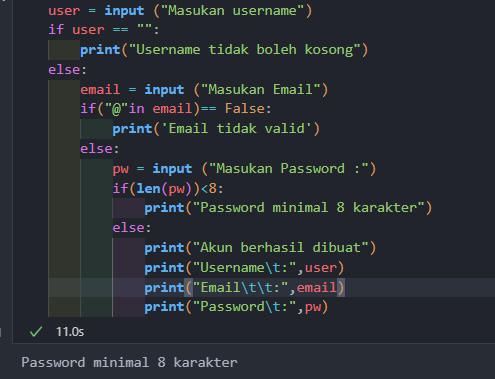 user = input ("Masukan username")
if user == "":
    print("Username tidak boleh kosong")
else:
    email = input ("Masukan Email")
    if("@"in email)== False:
        print('Email tidak valid')
    else:
        pw = input ("Masukan Password :")
        if(len(pw))<8:
            print("Password minimal 8 karakter")
        else:
            print("Akun berhasil dibuat")
            print("Username\t:",user)
            print("Email\t\t:",email)
            print("Password\t:",pw)
✓ 11.0s
Password minimal 8 karakter